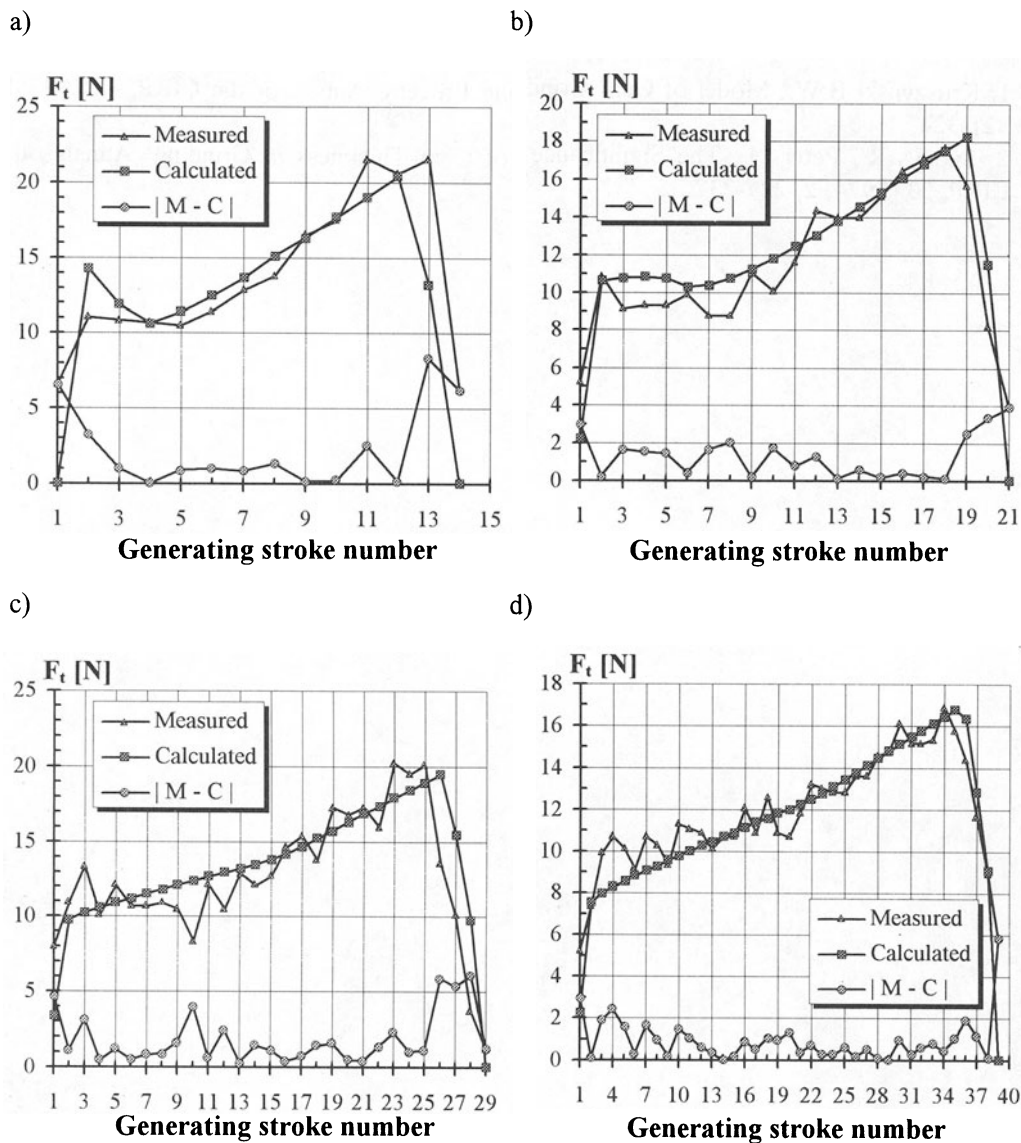 a)
F_t [N]
25
20
15
10
5
0
Measured
Calculated
| M - C |
1 3 5 7 9 11 13 15
Generating stroke number
b)
F_t [N]
20
18
16
14
12
10
8
6
4
2
0
Measured
Calculated
| M - C |
1 3 5 7 9 11 13 15 17 19 21
Generating stroke number
c)
F_t [N]
25
20
15
10
5
0
Measured
Calculated
| M - C |
1 3 5 7 9 11 13 15 17 19 21 23 25 27 29
Generating stroke number
d)
F_t [N]
18
16
14
12
10
8
6
4
2
0
Measured
Calculated
| M - C |
1 4 7 10 13 16 19 22 25 28 31 34 37 40
Generating stroke number